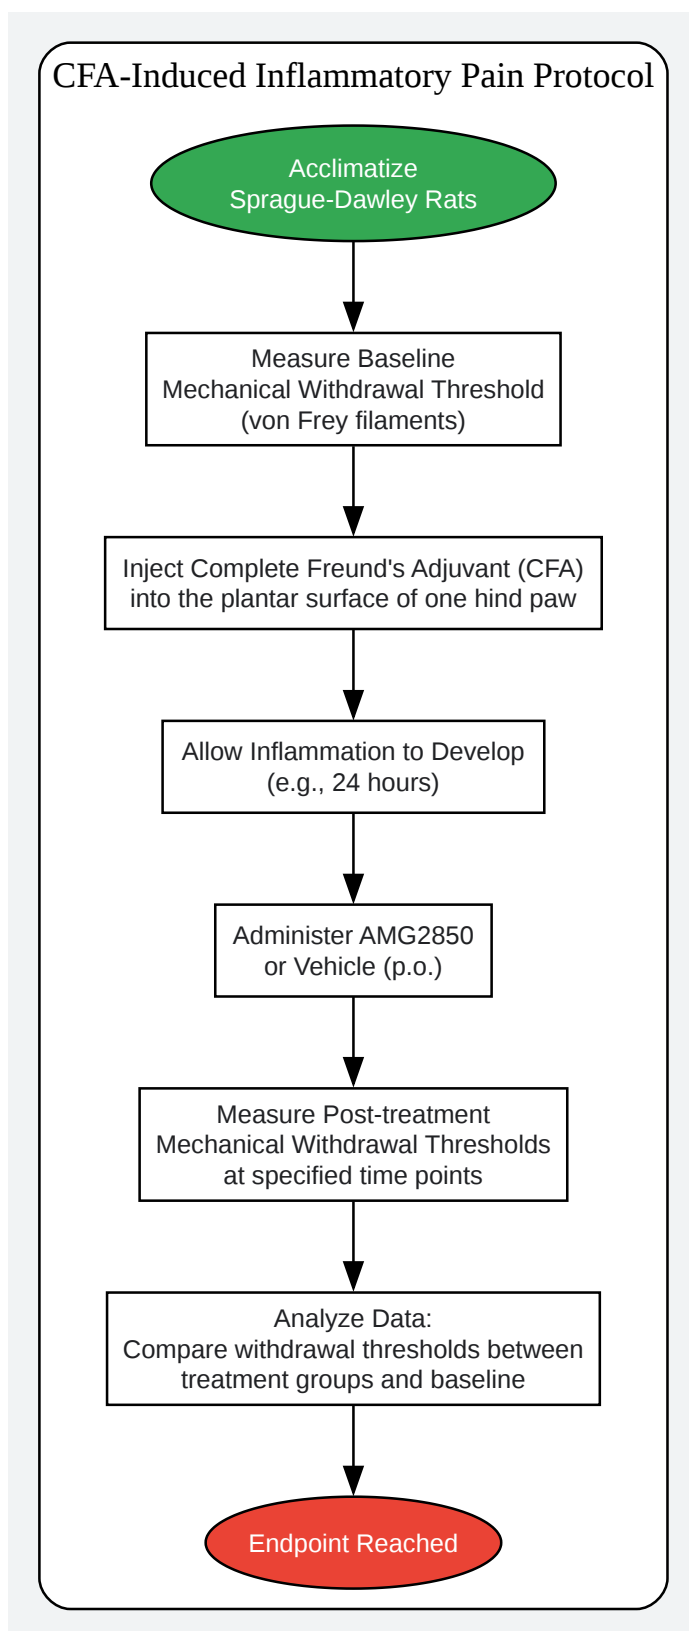 CFA-Induced Inflammatory Pain Protocol
Acclimatize
Sprague-Dawley Rats
Measure Baseline
Mechanical Withdrawal Threshold
(von Frey filaments)
Inject Complete Freund's Adjuvant (CFA)
into the plantar surface of one hind paw
Allow Inflammation to Develop
(e.g., 24 hours)
Administer AMG2850
or Vehicle (p.o.)
Measure Post-treatment
Mechanical Withdrawal Thresholds
at specified time points
Analyze Data:
Compare withdrawal thresholds between
treatment groups and baseline
Endpoint Reached